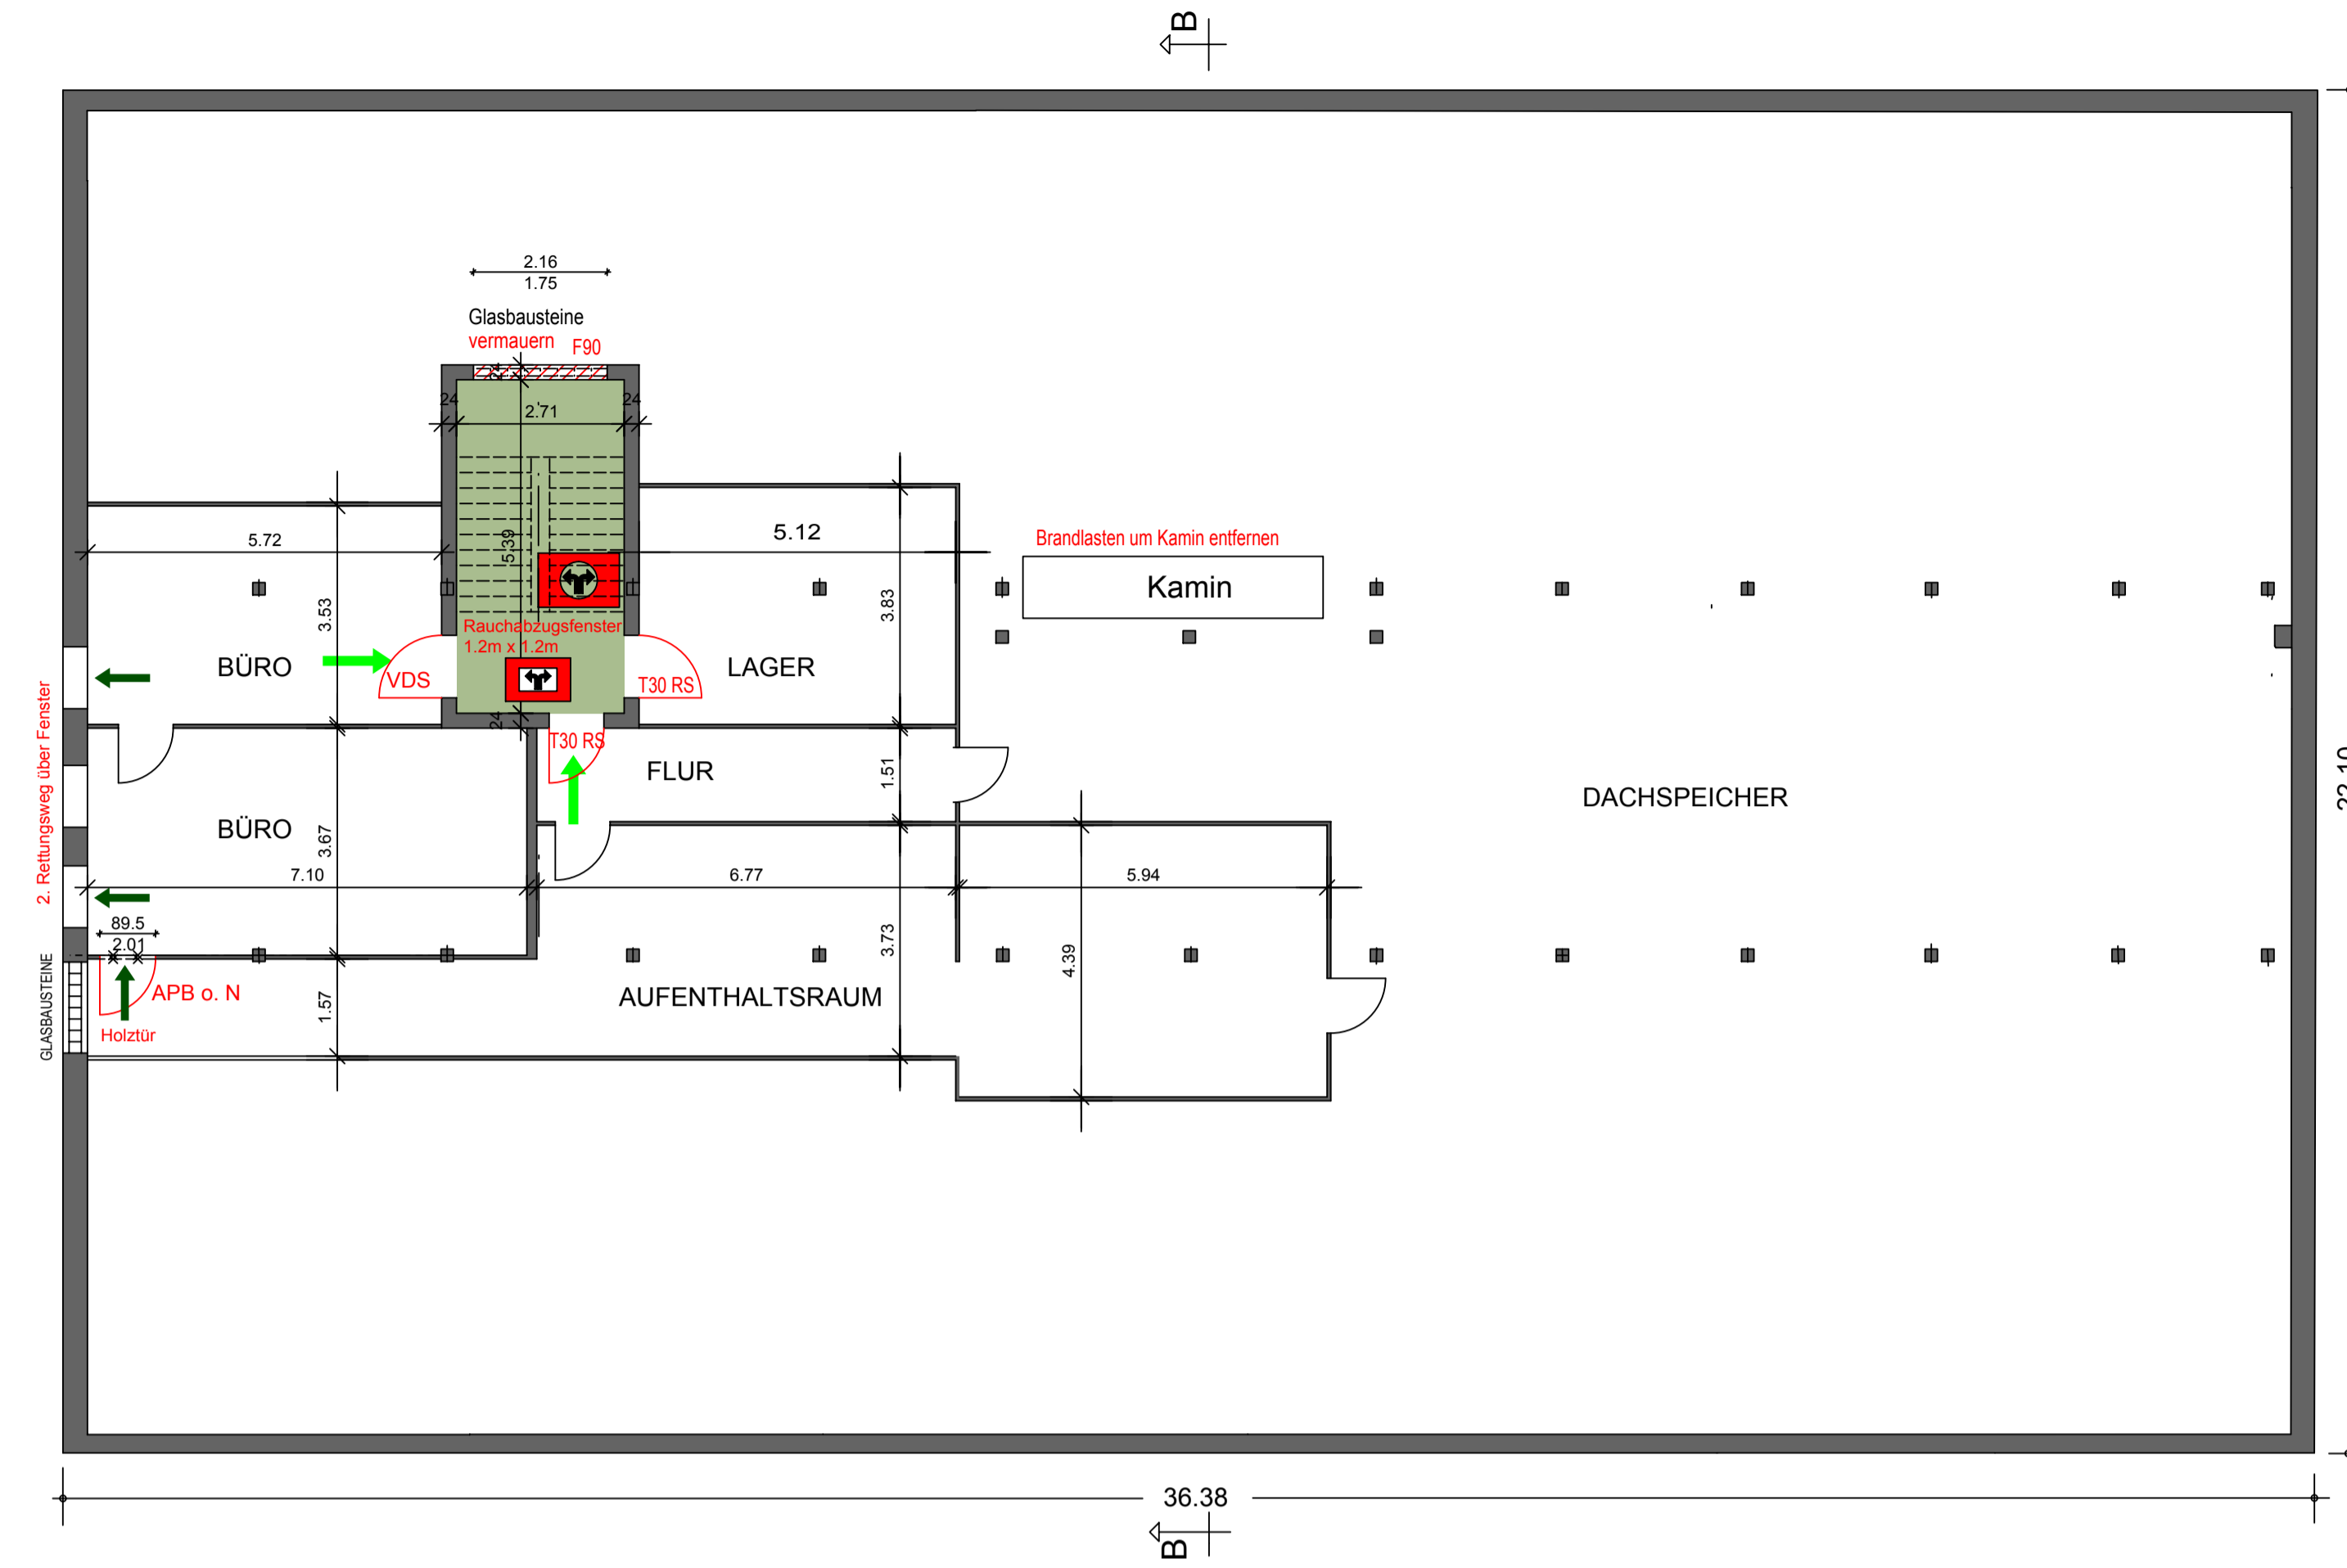 B
2.16
1.75
Glasbausteine
vermauern
F90
24
24
2.71
24
5.72
5.39
5.12
3.53
3.83
Brandlasten um Kamin entfernen
Kamin
Rauchabzugsfenster
1.2m x 1.2m
BÜRO
VDS
T30 RS
LAGER
24
T30 RS
FLUR
1.51
DACHSPEICHER
2. Rettungsweg über Fenster
BÜRO
3.67
7.10
6.77
5.94
89.5
2.01
3.73
4.39
GLASBAUSTEINE
APB o. N
Holztür
1.57
AUFENTHALTSRAUM
36.38
B